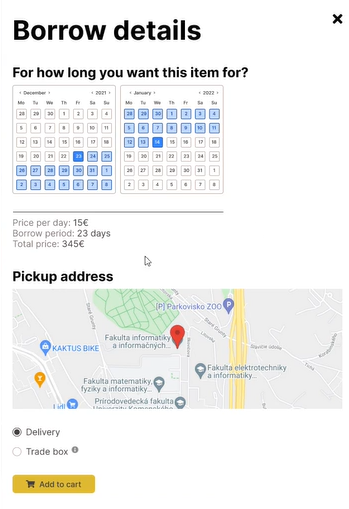 Borrow details
For how long you want this item for?
December 2021
Mo Tu We Th Fr Sa Su
28 29 30 1 2 3 4
5 6 7 8 9 10 11
12 13 14 15 16 17 18
19 20 21 22 23 24 25
26 27 28 29 30 31 1
2 3 4 5 6 7 8
January 2022
Mo Tu We Th Fr Sa Su
28 29 30 1 2 3 4
5 6 7 8 9 10 11
12 13 14 15 16 17 18
19 20 21 22 23 24 25
26 27 28 29 30 31 1
2 3 4 5 6 7 8
Price per day: 15€
Borrow period: 23 days
Total price: 345€
Pickup address
[P] Parkovisko ZOO
Staré Grunty
Fakulta informatiky
a informačných...
KAKTUS BIKE
Fakulta elektrotechniky
a informatiky...
Fakulta matematiky,
fyziky a informatiky...
Prírodovedecká fakulta
Univerzity Komenského
Lidl
Delivery
Trade box
Add to cart